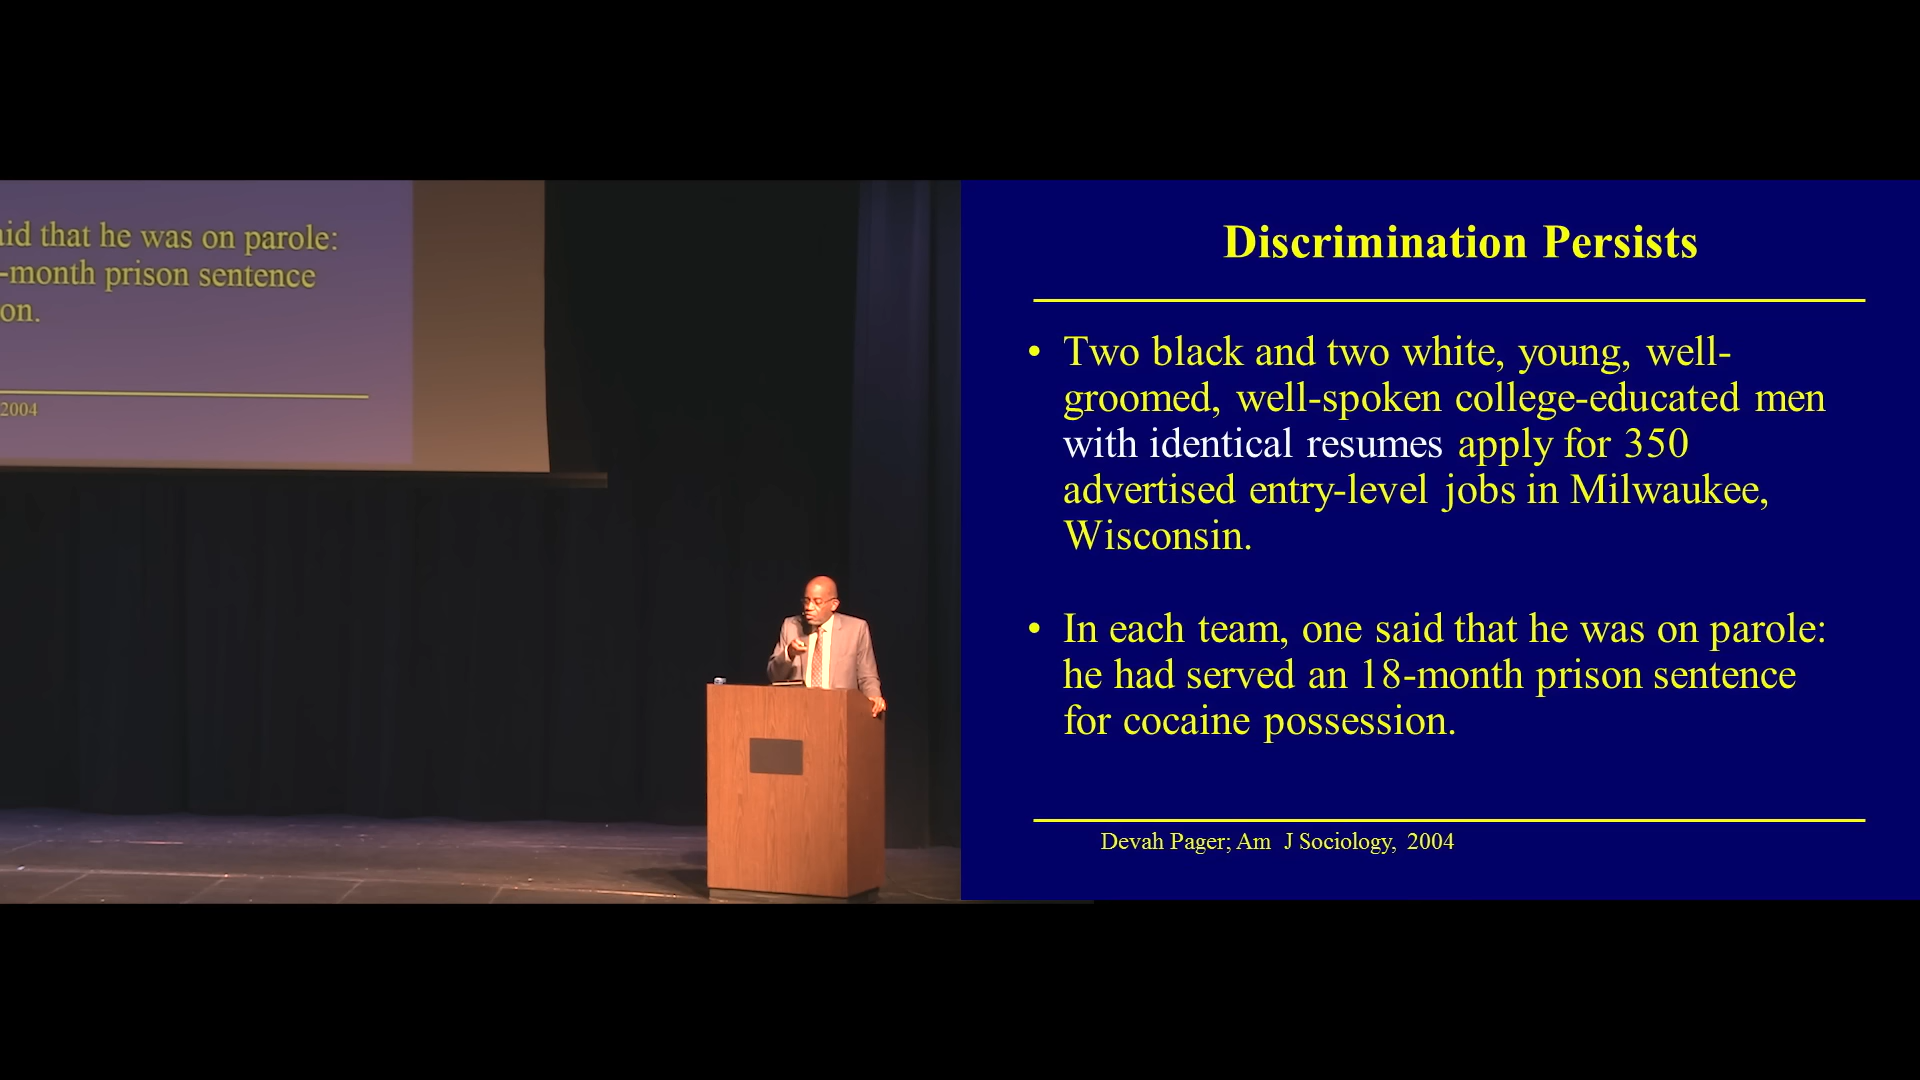 aid that he was on parole:
-month prison sentence
on.
2004
Discrimination Persists
• Two black and two white, young, well-
groomed, well-spoken college-educated men
with identical resumes apply for 350
advertised entry-level jobs in Milwaukee,
Wisconsin.
• In each team, one said that he was on parole:
he had served an 18-month prison sentence
for cocaine possession.
Devah Pager; Am J Sociology, 2004